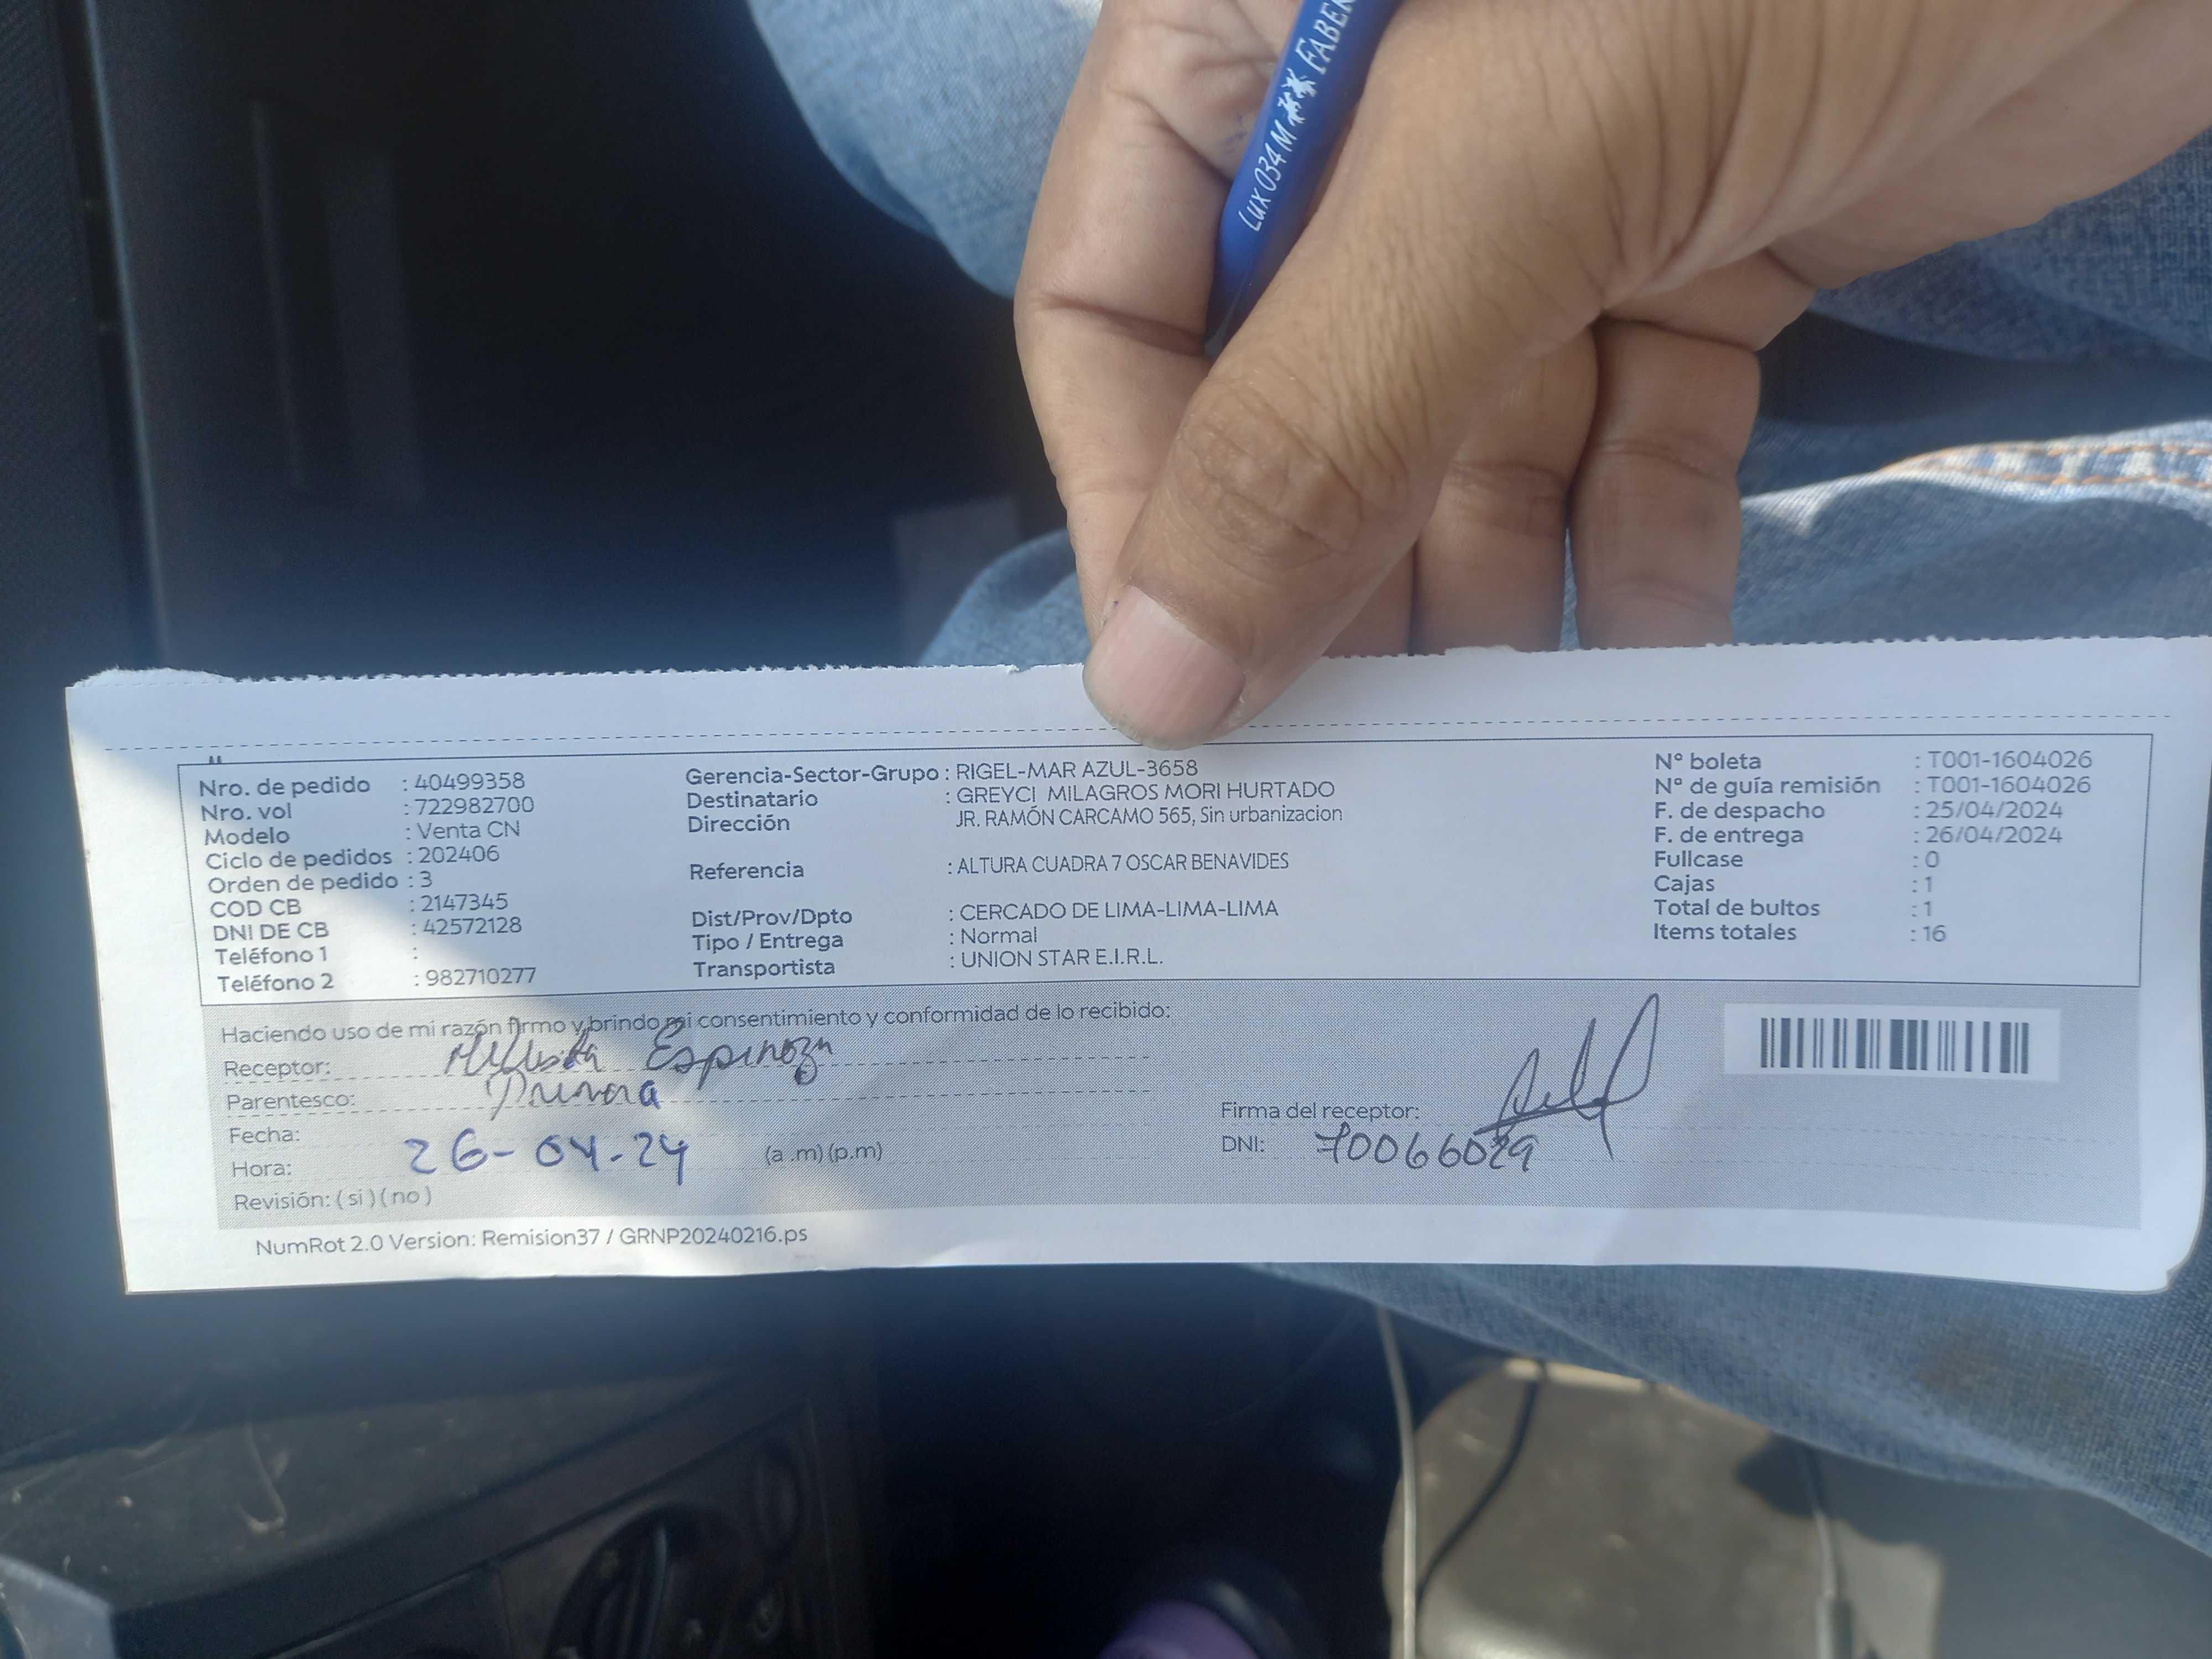 Lux 034 M FABER
Nro. de pedido : 40499358
Nro. vol : 722982700
Modelo : Venta CN
Ciclo de pedidos : 202406
Orden de pedido : 3
COD CB : 2147345
DNI DE CB : 42572128
Teléfono 1 :
Teléfono 2 : 982710277
Gerencia-Sector-Grupo : RIGEL-MAR AZUL-3658
Destinatario : GREYCI MILAGROS MORI HURTADO
Dirección JR. RAMÓN CARCAMO 565, Sin urbanizacion
Referencia : ALTURA CUADRA 7 OSCAR BENAVIDES
Dist/Prov/Dpto : CERCADO DE LIMA-LIMA-LIMA
Tipo / Entrega : Normal
Transportista : UNION STAR E.I.R.L.
N° boleta : T001-1604026
N° de guía remisión : T001-1604026
F. de despacho : 25/04/2024
F. de entrega : 26/04/2024
Fullcase : 0
Cajas : 1
Total de bultos : 1
Items totales : 16
Haciendo uso de mi razón firmo y brindo mi consentimiento y conformidad de lo recibido:
Receptor: Espinoza
Parentesco:
Fecha: 26-04-24
Hora: (a .m) (p.m)
Revisión: ( si ) ( no )
Firma del receptor:
DNI: 70066029
NumRot 2.0 Version: Remision37 / GRNP20240216.ps